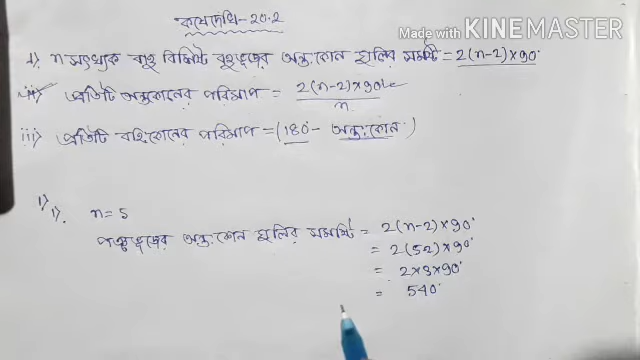 কষে দেখি-20.2
Made with KINEMASTER
i). n সংখ্যক বাহু বিশিষ্ট বহুভুজের অন্তঃকোন গুলির সমষ্টি = 2(n-2)×90°
ii) প্রতিটি অন্তঃকোনের পরিমাপ = 2(n-2)×90° / n
iii) প্রতিটি বহিঃকোনের পরিমাপ = (180° - অন্তঃকোন)
1) 1). n = 5
পঞ্চভুজের অন্তঃকোন গুলির সমষ্টি = 2(n-2)×90°
= 2(52)×90°
= 2×3×90°
= 540°